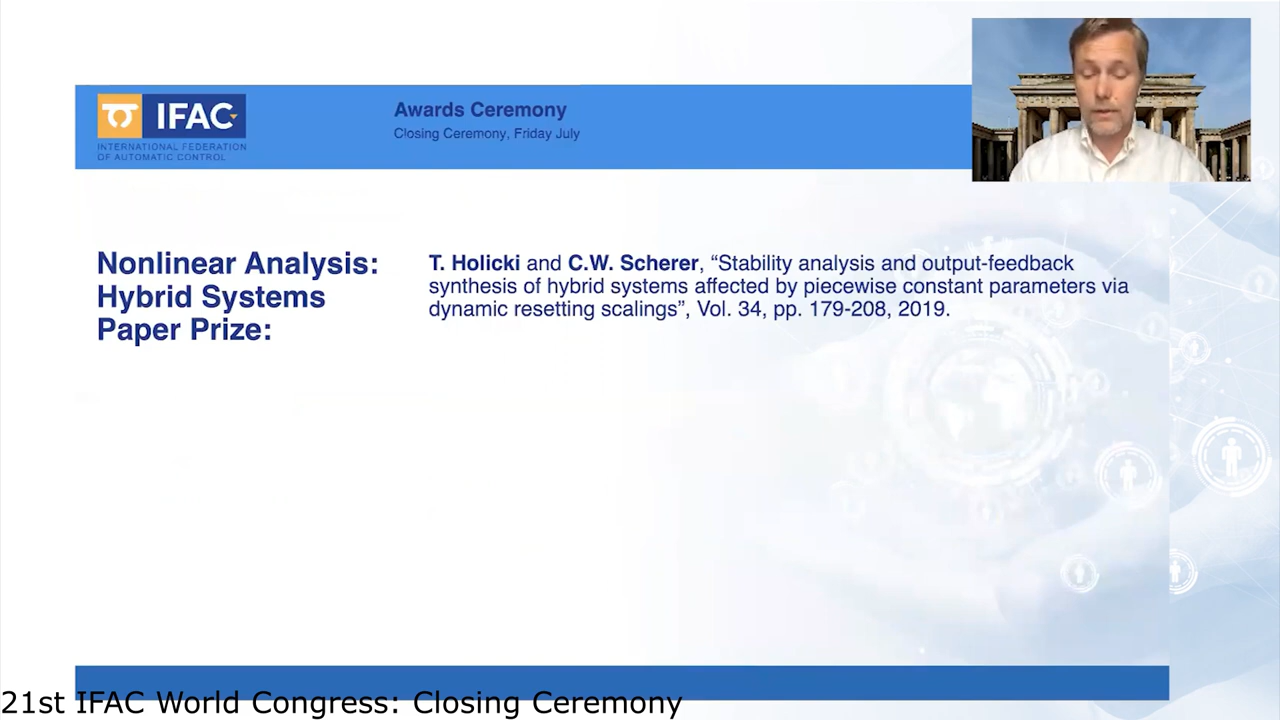 IFAC
INTERNATIONAL FEDERATION
OF AUTOMATIC CONTROL
Awards Ceremony
Closing Ceremony, Friday July
Nonlinear Analysis:
Hybrid Systems
Paper Prize:
T. Holicki and C.W. Scherer, “Stability analysis and output-feedback
synthesis of hybrid systems affected by piecewise constant parameters via
dynamic resetting scalings”, Vol. 34, pp. 179-208, 2019.
21st IFAC World Congress: Closing Ceremony